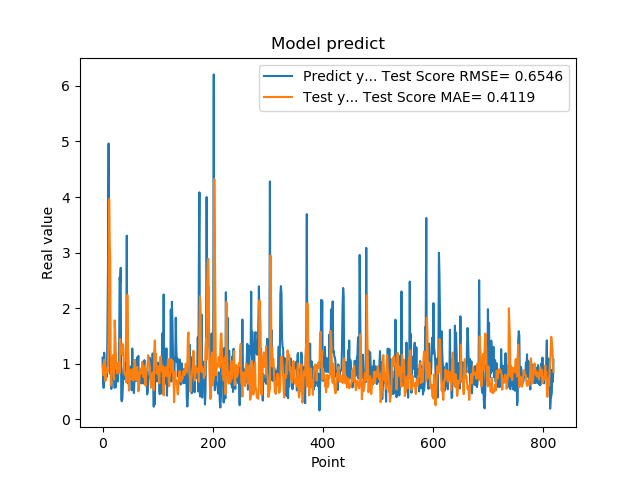 Model predict
Predict y... Test Score RMSE= 0.6546
Test y... Test Score MAE= 0.4119
Real value
6
5
4
3
2
1
0
0 200 400 600 800
Point